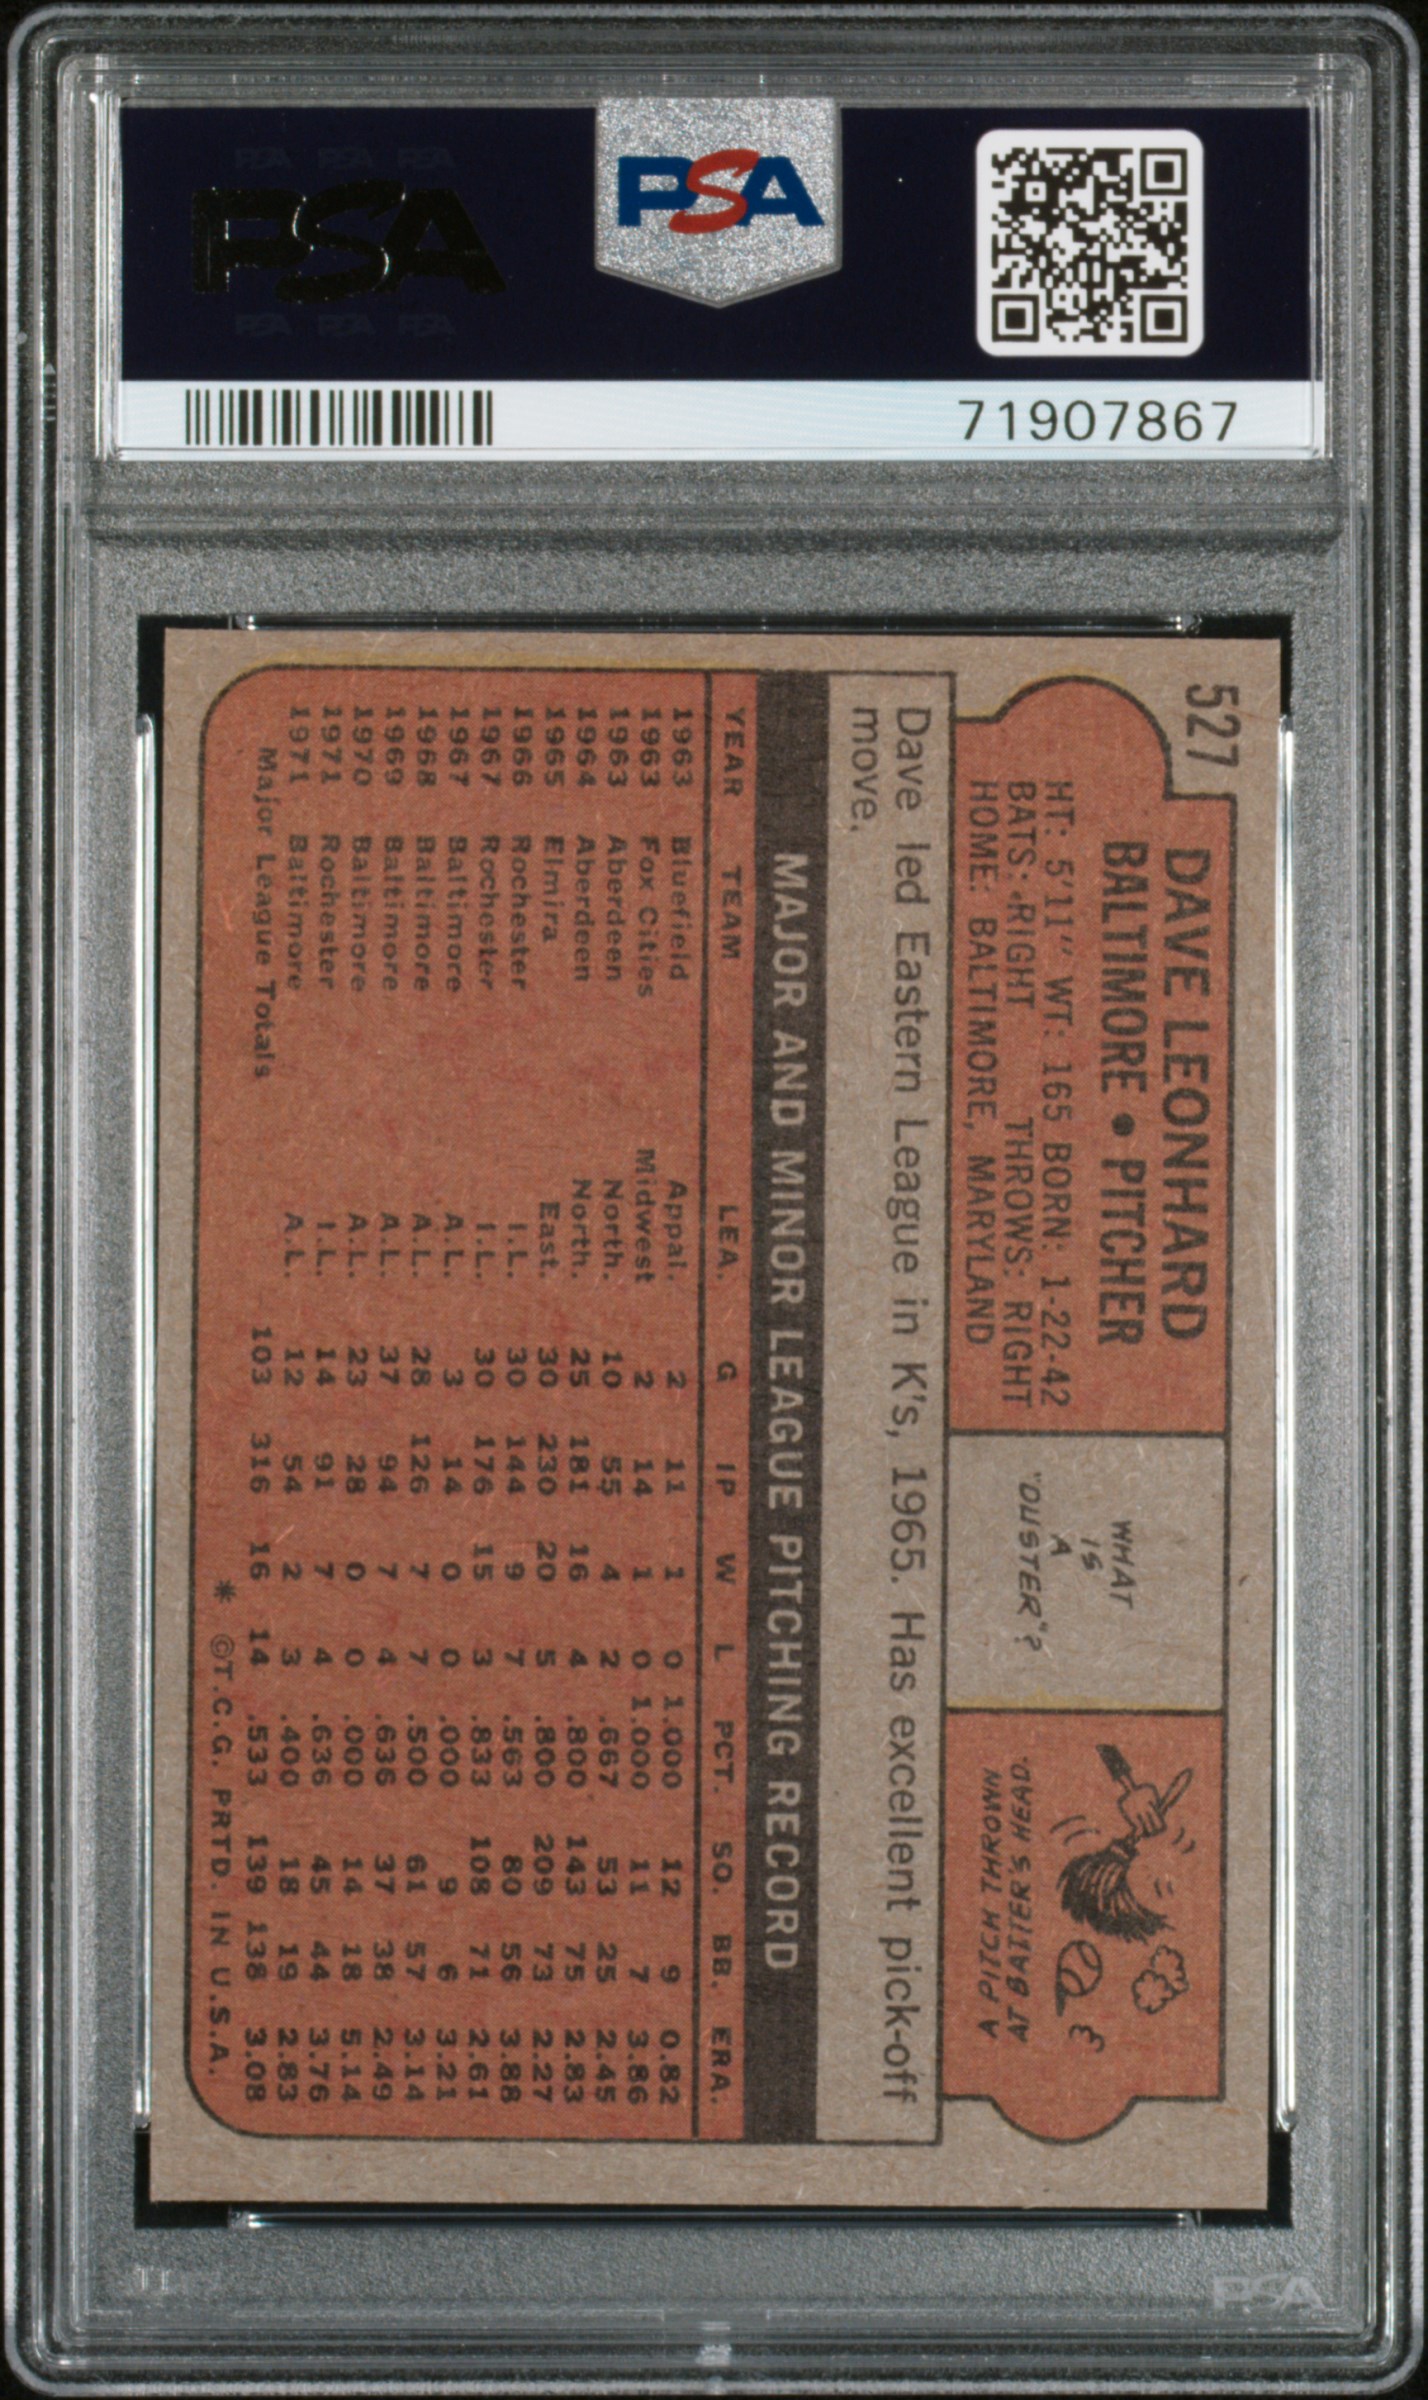 PSA PSA PSA
PSA
PSA PSA PSA
PSA
71907867
527
DAVE LEONHARD
BALTIMORE • PITCHER
HT: 5'11" WT: 165 BORN: 1-22-42
BATS: RIGHT THROWS: RIGHT
HOME: BALTIMORE, MARYLAND
WHAT
IS
A
"DUSTER"?
A PITCH THROWN
AT BATTER'S HEAD.
Dave led Eastern League in K's, 1965. Has excellent pick-off
move.
MAJOR AND MINOR LEAGUE PITCHING RECORD
YEAR TEAM LEA. G IP W L PCT. SO. BB. ERA.
1963 Bluefield Appal. 2 11 1 0 1.000 12 9 0.82
1963 Fox Cities Midwest 2 14 1 0 1.000 11 7 3.86
1963 Aberdeen North. 10 55 4 2 .667 53 25 2.45
1964 Aberdeen North. 25 181 16 4 .800 143 75 2.83
1965 Elmira East. 30 230 20 5 .800 209 73 2.27
1966 Rochester I.L. 30 144 9 7 .563 80 56 3.88
1967 Rochester I.L. 30 176 15 3 .833 108 71 2.61
1967 Baltimore A.L. 3 14 0 0 .000 9 6 3.21
1968 Baltimore A.L. 28 126 7 7 .500 61 57 3.14
1969 Baltimore A.L. 37 94 7 4 .636 37 38 2.49
1970 Baltimore A.L. 23 28 0 0 .000 14 18 5.14
1971 Rochester I.L. 14 91 7 4 .636 45 44 3.76
1971 Baltimore A.L. 12 54 2 3 .400 18 19 2.83
Major League Totals 103 316 16 14 .533 139 138 3.08
* ©T.C.G. PRTD. IN U.S.A.
PSA